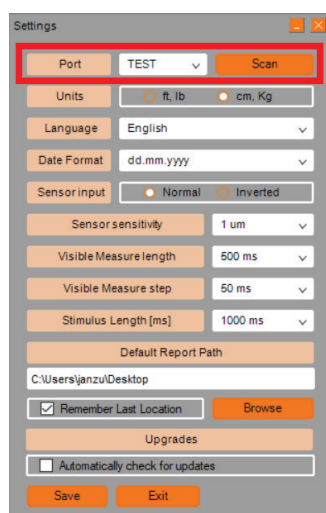 Settings
Port TEST Scan
Units ft, lb cm, Kg
Language English
Date Format dd.mm.yyyy
Sensor input Normal Inverted
Sensor sensitivity 1 um
Visible Measure length 500 ms
Visible Measure step 50 ms
Stimulus Length [ms] 1000 ms
Default Report Path
C:\Users\janzu\Desktop
Remember Last Location Browse
Upgrades
Automatically check for updates
Save Exit